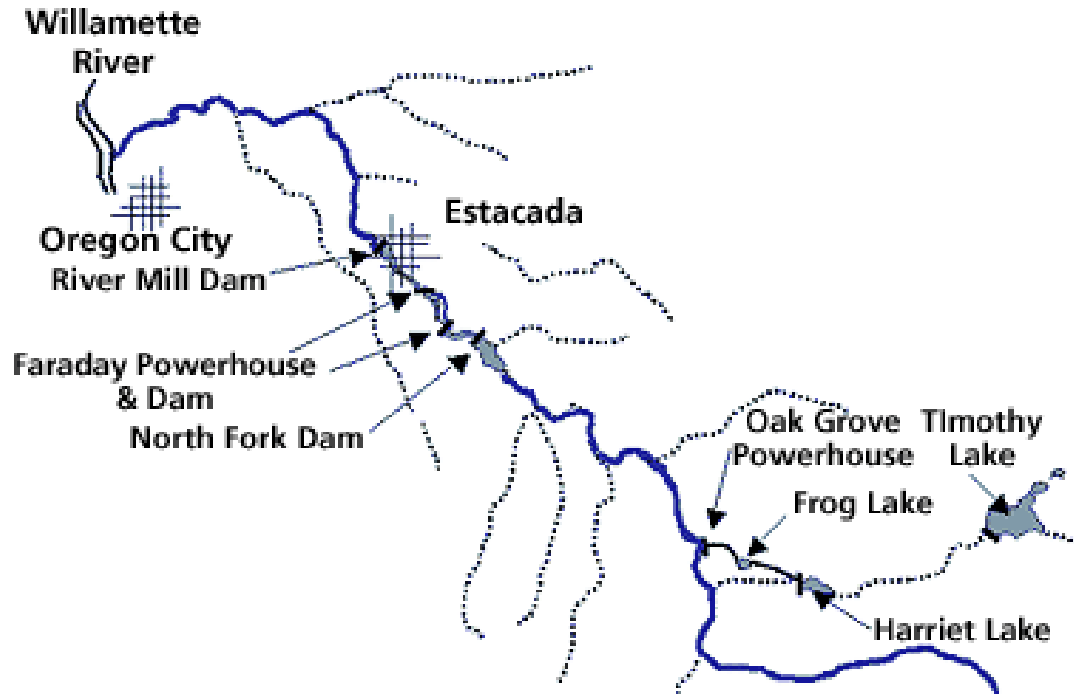 Willamette
River
Estacada
Oregon City
River Mill Dam
Faraday Powerhouse
& Dam
North Fork Dam
Oak Grove
Powerhouse
TImothy
Lake
Frog Lake
Harriet Lake